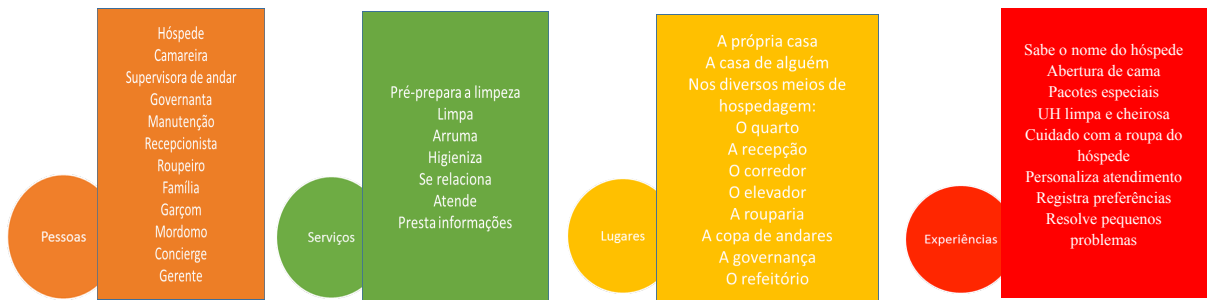 Pessoas
Hóspede
Camareira
Supervisora de andar
Governanta
Manutenção
Recepcionista
Roupeiro
Família
Garçom
Mordomo
Concierge
Gerente
Serviços
Pré-prepara a limpeza
Limpa
Arruma
Higieniza
Se relaciona
Atende
Presta informações
Lugares
A própria casa
A casa de alguém
Nos diversos meios de
hospedagem:
O quarto
A recepção
O corredor
O elevador
A rouparia
A copa de andares
A governança
O refeitório
Experiências
Sabe o nome do hóspede
Abertura de cama
Pacotes especiais
UH limpa e cheirosa
Cuidado com a roupa do
hóspede
Personaliza atendimento
Registra preferências
Resolve pequenos
problemas